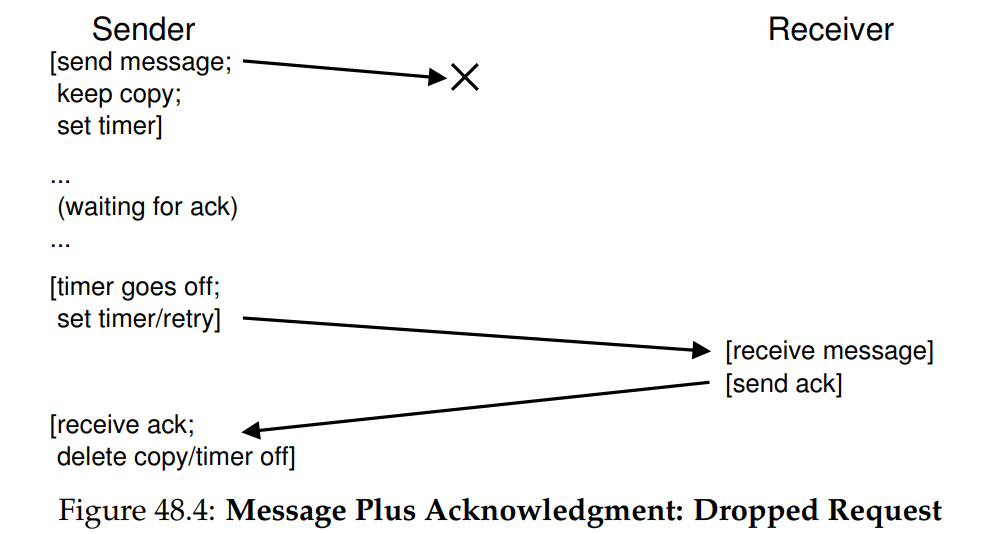 Sender
Receiver
[send message;
keep copy;
set timer]
...
(waiting for ack)
...
[timer goes off;
set timer/retry]
[receive message]
[send ack]
[receive ack;
delete copy/timer off]
Figure 48.4: Message Plus Acknowledgment: Dropped Request